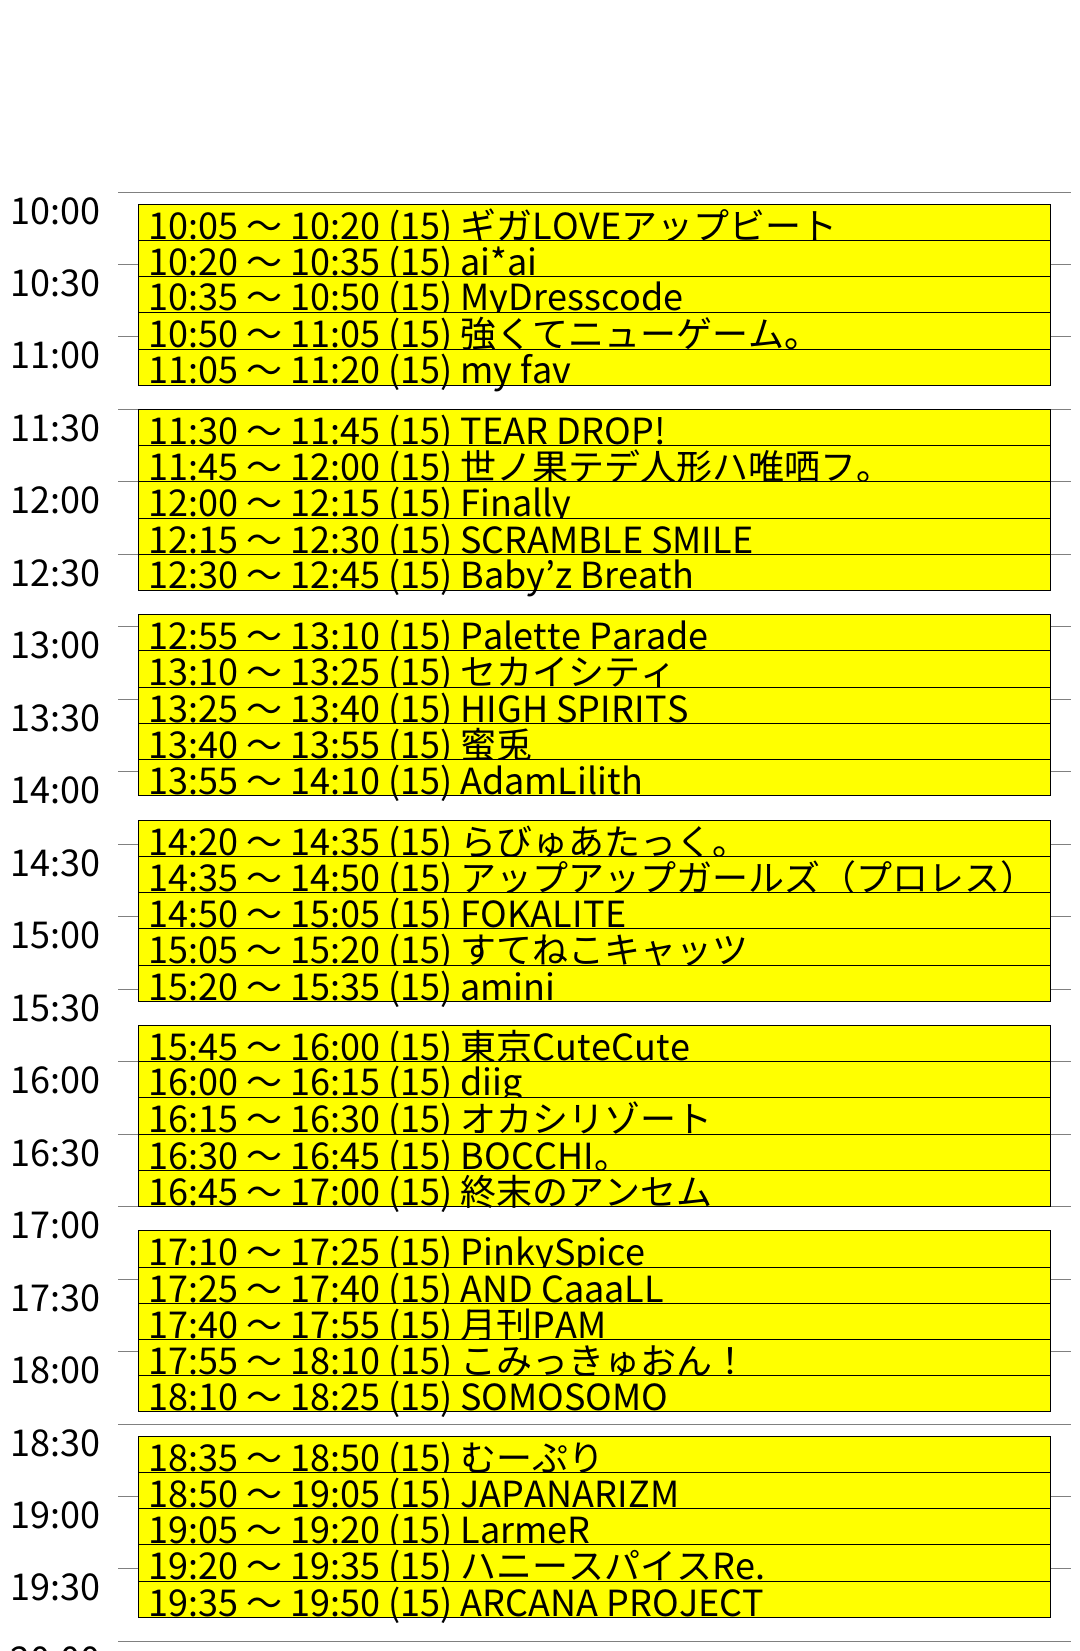 10:00
10:05 ～ 10:20 (15) ギガLOVEアップビート
10:20 ～ 10:35 (15) ai*ai
10:30
10:35 ～ 10:50 (15) MyDresscode
10:50 ～ 11:05 (15) 強くてニューゲーム。
11:00
11:05 ～ 11:20 (15) my fav
11:30
11:30 ～ 11:45 (15) TEAR DROP!
11:45 ～ 12:00 (15) 世ノ果テデ人形ハ唯哂フ。
12:00
12:00 ～ 12:15 (15) Finally
12:15 ～ 12:30 (15) SCRAMBLE SMILE
12:30
12:30 ～ 12:45 (15) Baby’z Breath
13:00
12:55 ～ 13:10 (15) Palette Parade
13:10 ～ 13:25 (15) セカイシティ
13:30
13:25 ～ 13:40 (15) HIGH SPIRITS
13:40 ～ 13:55 (15) 蜜兎
14:00
13:55 ～ 14:10 (15) AdamLilith
14:20 ～ 14:35 (15) らびゅあたっく。
14:30
14:35 ～ 14:50 (15) アップアップガールズ（プロレス）
14:50 ～ 15:05 (15) FOKALITE
15:00
15:05 ～ 15:20 (15) すてねこキャッツ
15:20 ～ 15:35 (15) amini
15:30
15:45 ～ 16:00 (15) 東京CuteCute
16:00
16:00 ～ 16:15 (15) diig
16:15 ～ 16:30 (15) オカシリゾート
16:30
16:30 ～ 16:45 (15) BOCCHI。
16:45 ～ 17:00 (15) 終末のアンセム
17:00
17:10 ～ 17:25 (15) PinkySpice
17:30
17:25 ～ 17:40 (15) AND CaaaLL
17:40 ～ 17:55 (15) 月刊PAM
18:00
17:55 ～ 18:10 (15) こみっきゅおん！
18:10 ～ 18:25 (15) SOMOSOMO
18:30
18:35 ～ 18:50 (15) むーぷり
18:50 ～ 19:05 (15) JAPANARIZM
19:00
19:05 ～ 19:20 (15) LarmeR
19:20 ～ 19:35 (15) ハニースパイスRe.
19:30
19:35 ～ 19:50 (15) ARCANA PROJECT